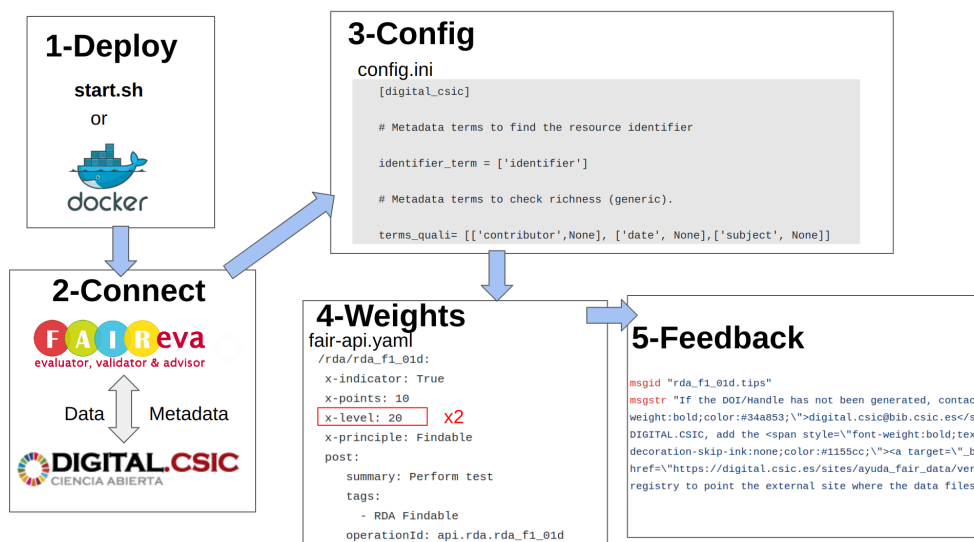 1-Deploy
start.sh
or
docker
2-Connect
FAIR eva
evaluator, validator & advisor
Data
Metadata
DIGITAL.CSIC
CIENCIA ABIERTA
3-Config
config.ini
[digital_csic]
# Metadata terms to find the resource identifier
identifier_term = ['identifier']
# Metadata terms to check richness (generic).
terms_quali= [['contributor',None], ['date', None],['subject', None]]
4-Weights
fair-api.yaml
/rda/rda_f1_01d:
x-indicator: True
x-points: 10
x-level: 20 x2
x-principle: Findable
post:
summary: Perform test
tags:
- RDA Findable
operationId: api.rda.rda_f1_01d
5-Feedback
msgid "rda_f1_01d.tips"
msgstr "If the DOI/Handle has not been generated, contac
weight:bold;color:#34a853;\">digital.csic@bib.csic.es</s
DIGITAL.CSIC, add the <span style=\"font-weight:bold;tex
decoration-skip-ink:none;color:#1155cc;\"><a target=\"_b
href=\"https://digital.csic.es/sites/ayuda_fair_data/ver
registry to point the external site where the data files